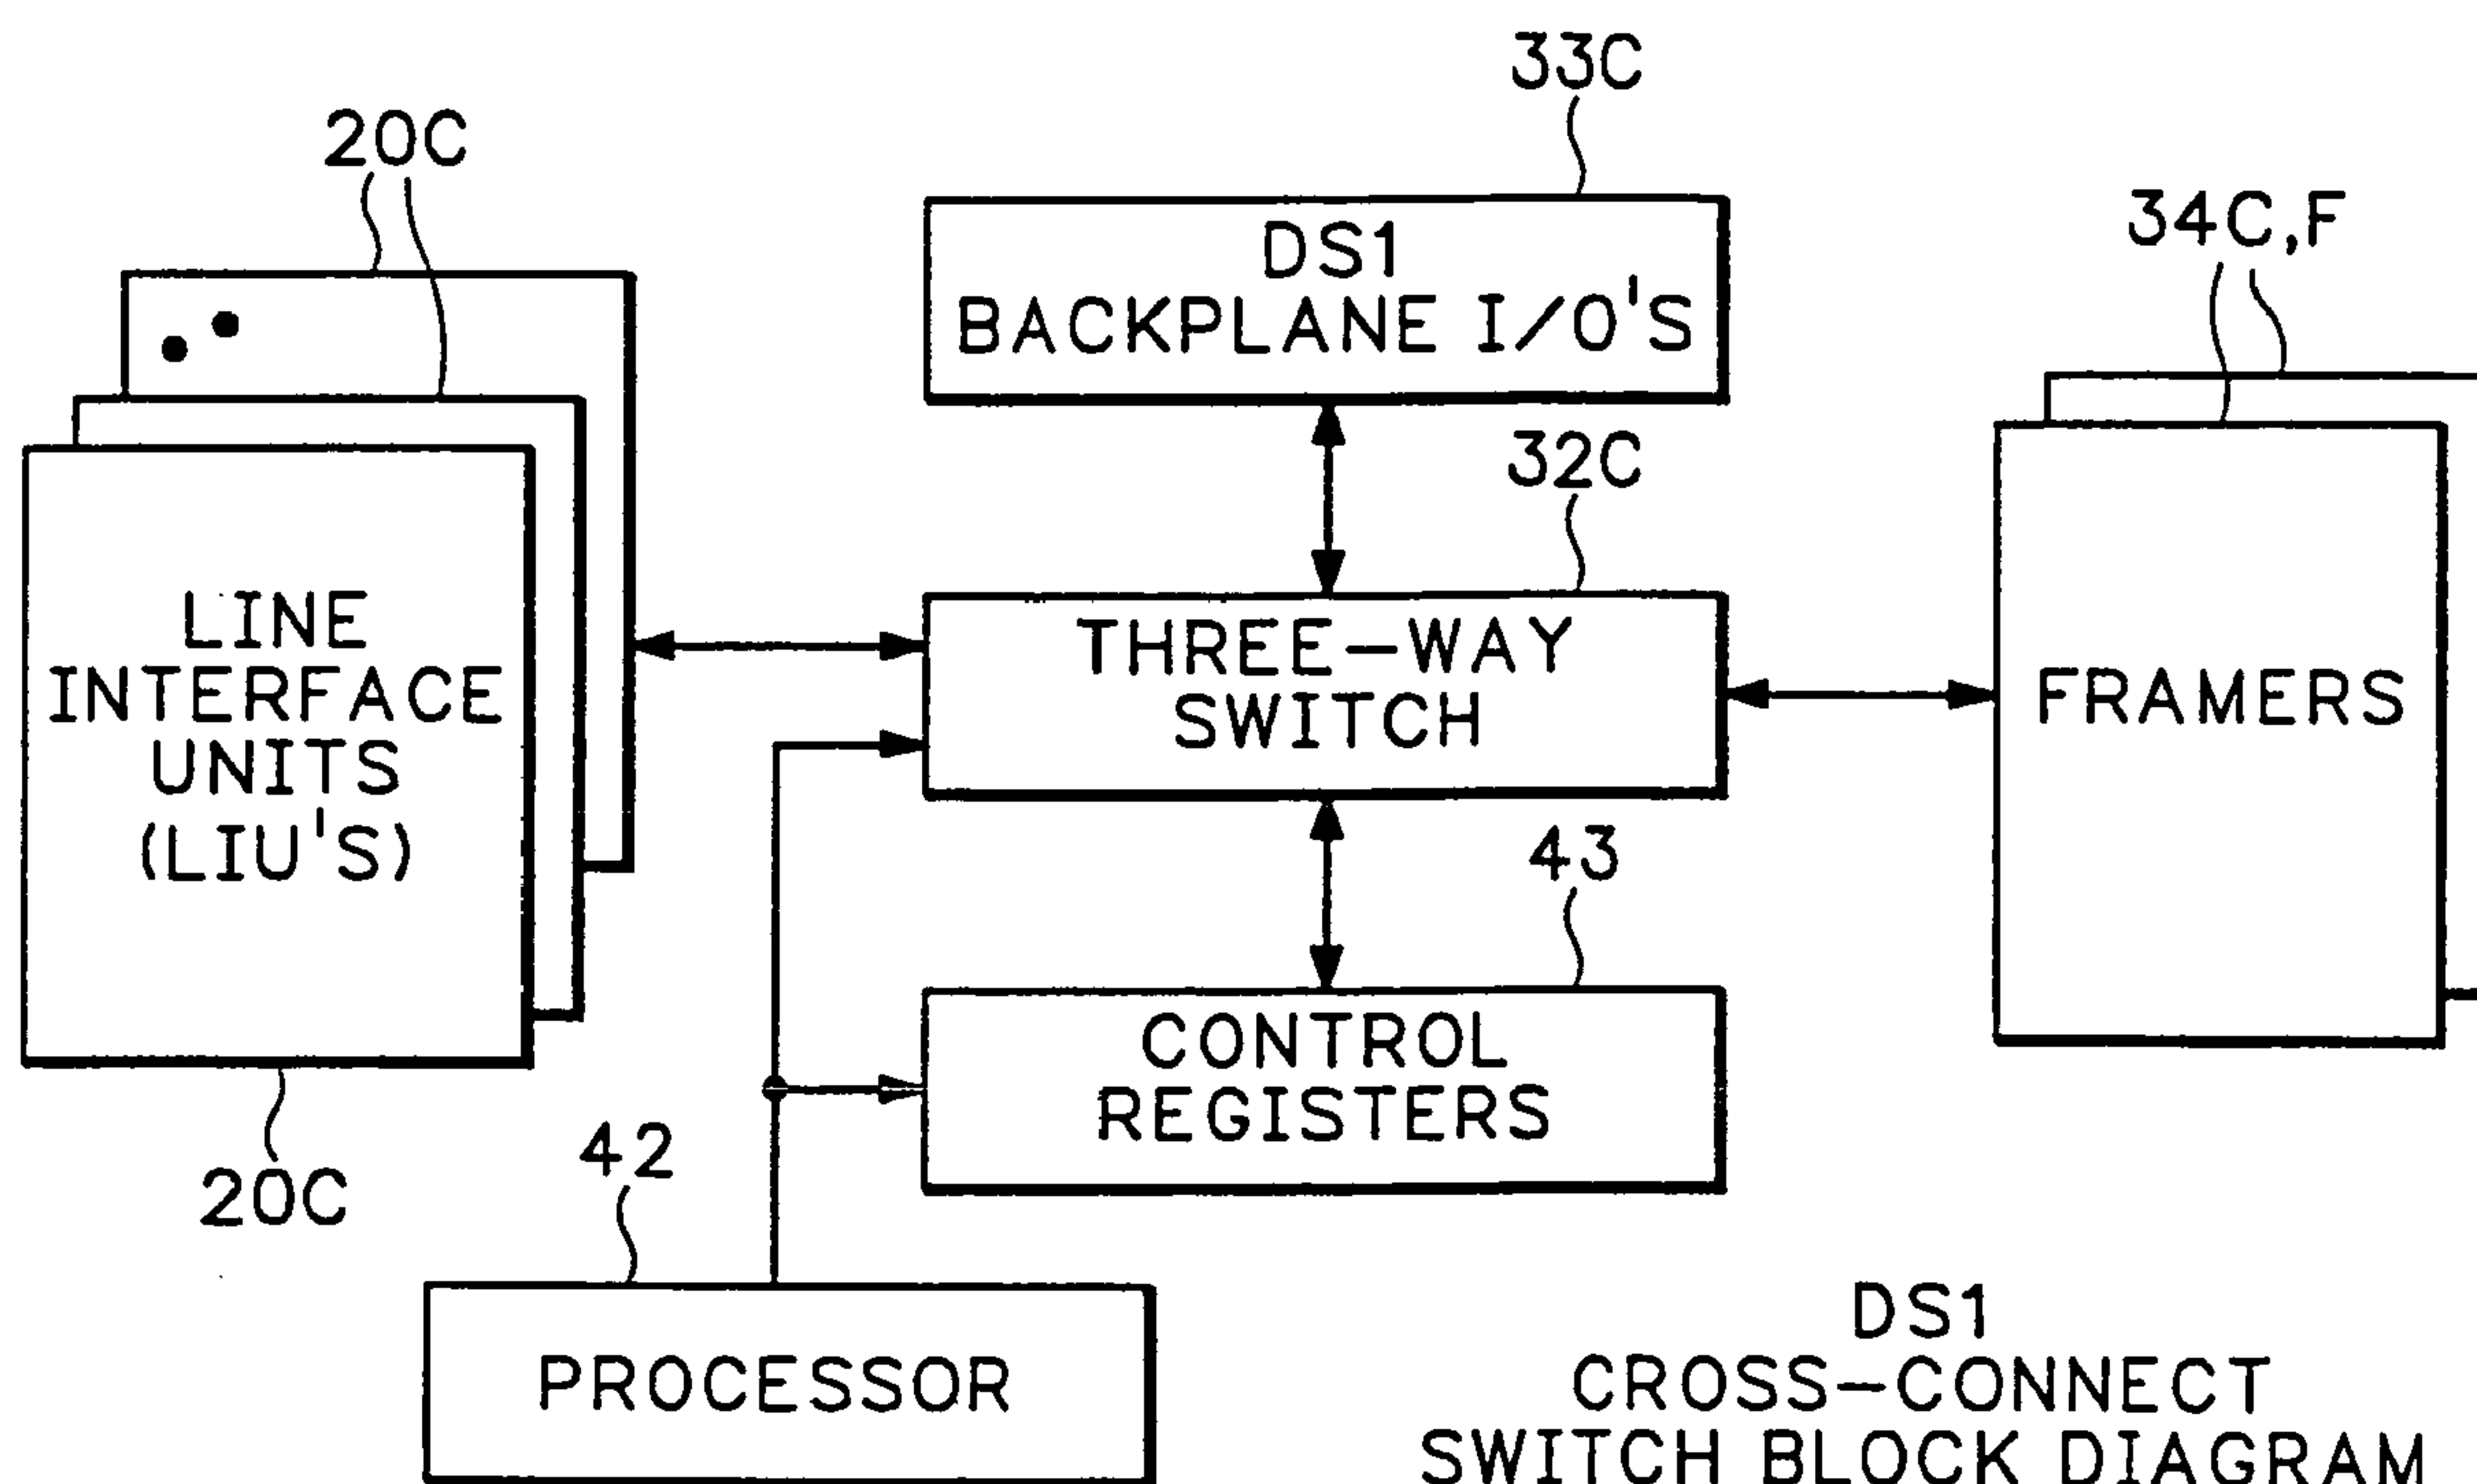 33C
20C
34C,F
DS1
BACKPLANE I/O'S
32C
LINE
INTERFACE
UNITS
(LIU'S)
THREE-WAY
SWITCH
FRAMERS
43
CONTROL
REGISTERS
42
20C
PROCESSOR
DS1
CROSS-CONNECT
SWITCH BLOCK DIAGRAM